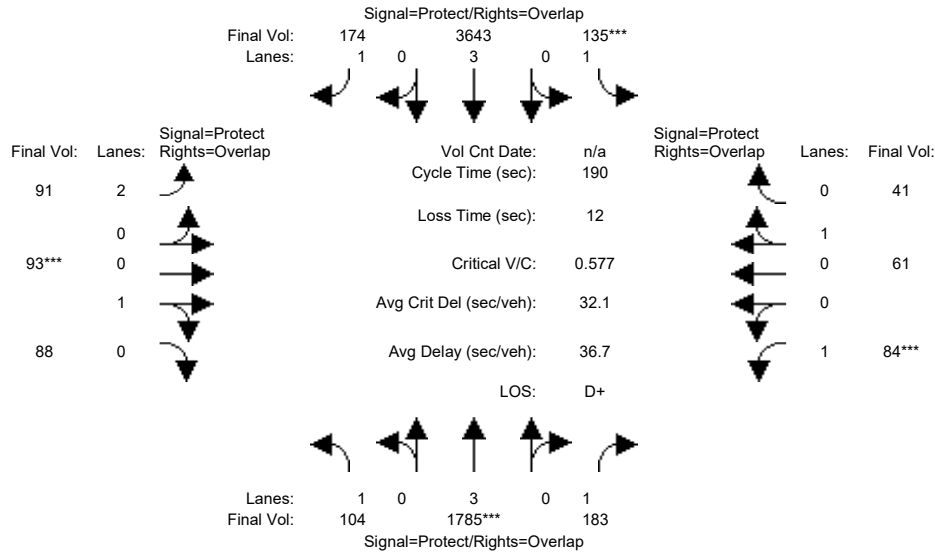 Signal=Protect/Rights=Overlap
Final Vol: 174 3643 135***
Lanes: 1 0 3 0 1
Signal=Protect
Final Vol: Lanes: Rights=Overlap
Vol Cnt Date: n/a
Signal=Protect
Rights=Overlap Lanes: Final Vol:
Cycle Time (sec): 190
91 2
0 41
Loss Time (sec): 12
0
1
93*** 0
Critical V/C: 0.577
0 61
1
Avg Crit Del (sec/veh): 32.1
0
88 0
Avg Delay (sec/veh): 36.7
1 84***
LOS: D+
Lanes: 1 0 3 0 1
Final Vol: 104 1785*** 183
Signal=Protect/Rights=Overlap